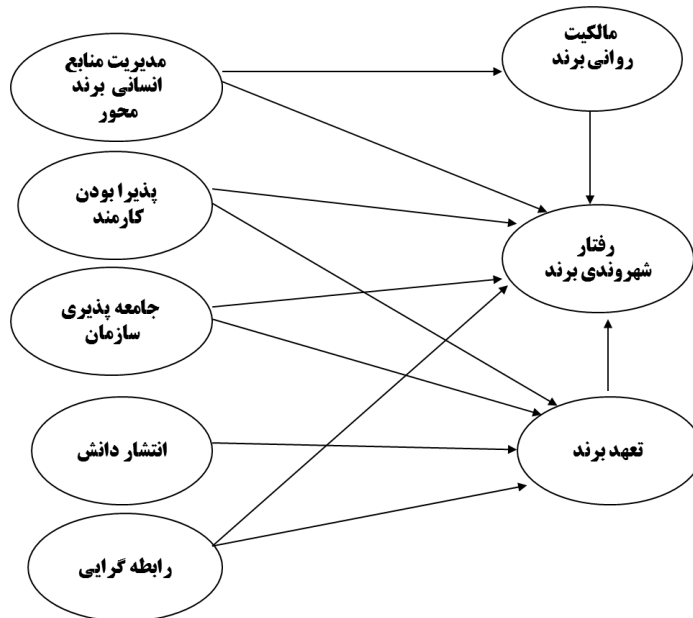 مالکیت
روانی برند
مدیریت منابع
انسانی برند
محور
پذیرا بودن
کارمند
رفتار
شهروندی برند
جامعه پذیری
سازمان
انتشار دانش
تعهد برند
رابطه گرایی